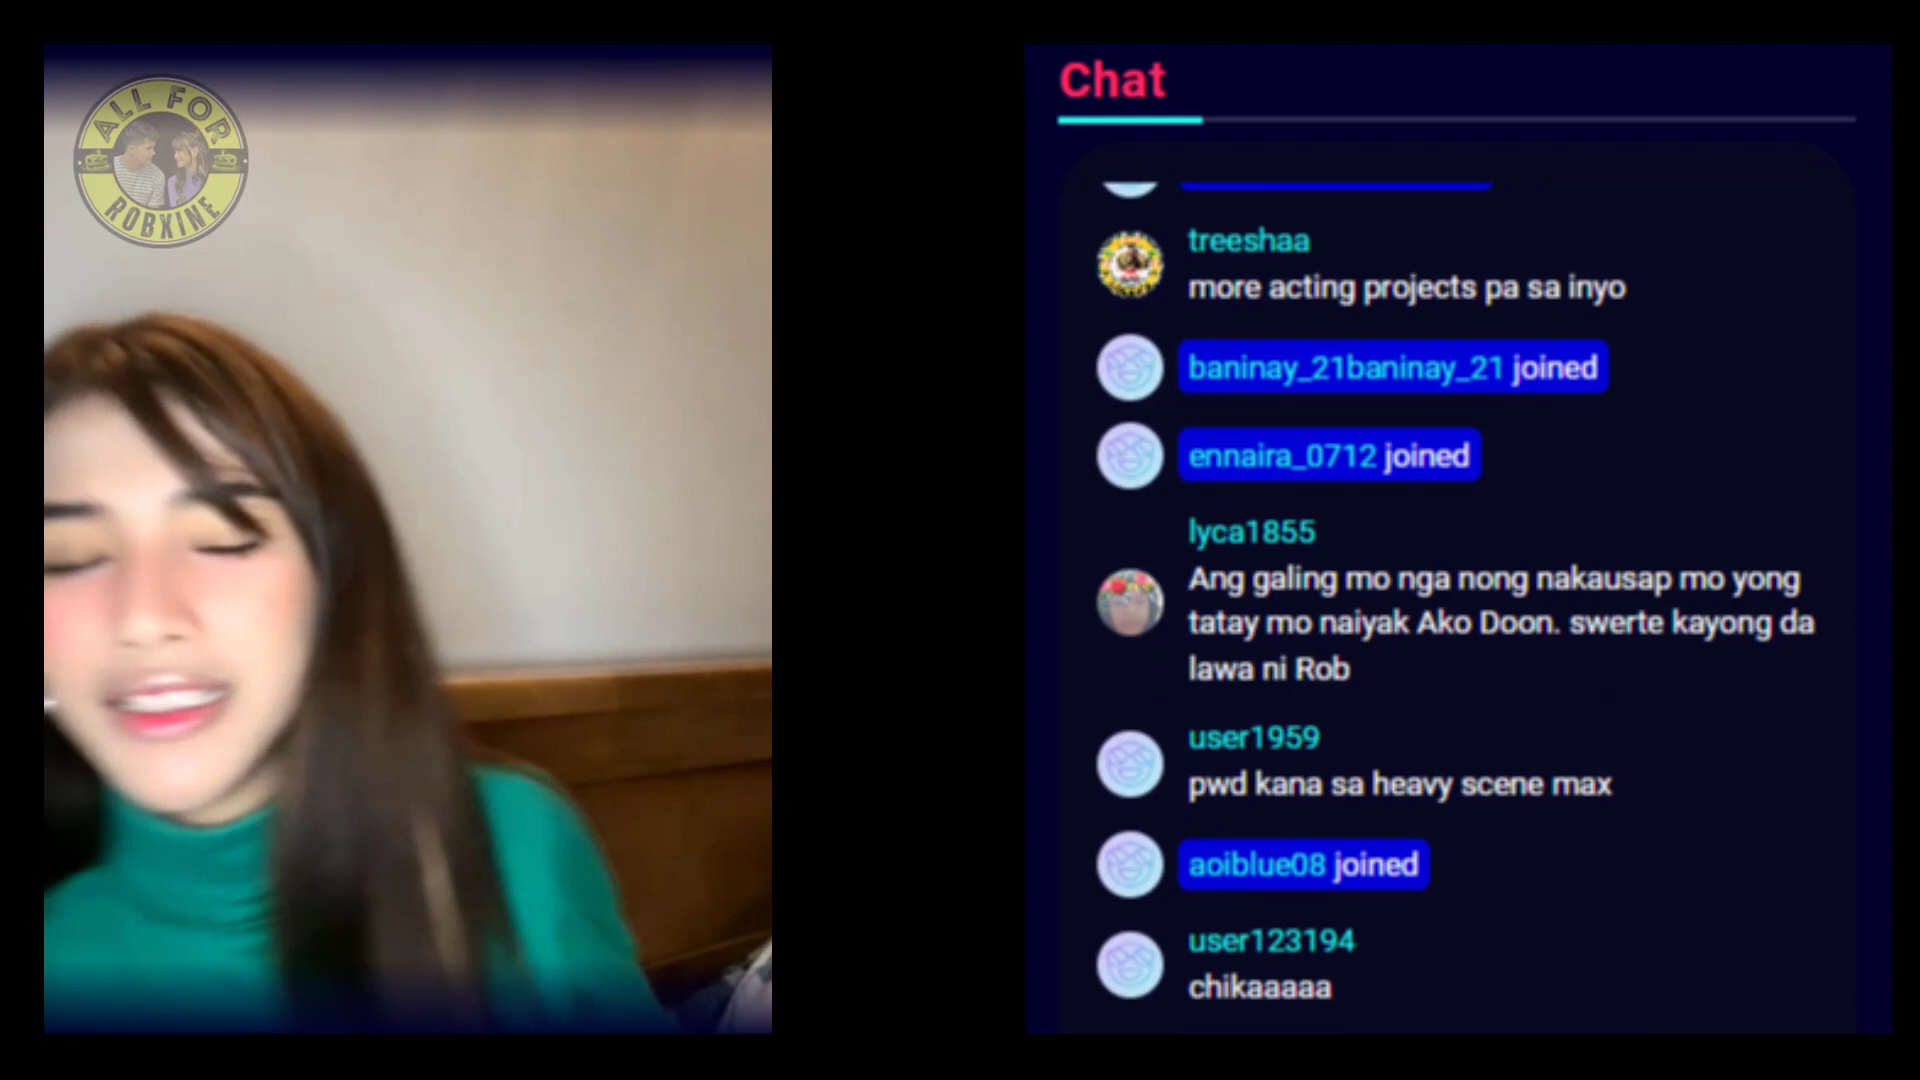 ALL FOR
ROBXINE
Chat
treeshaa
more acting projects pa sa inyo
baninay_21baninay_21 joined
ennaira_0712 joined
lyca1855
Ang galing mo nga nong nakausap mo yong
tatay mo naiyak Ako Doon. swerte kayong da
lawa ni Rob
user1959
pwd kana sa heavy scene max
aoiblue08 joined
user123194
chikaaaaa